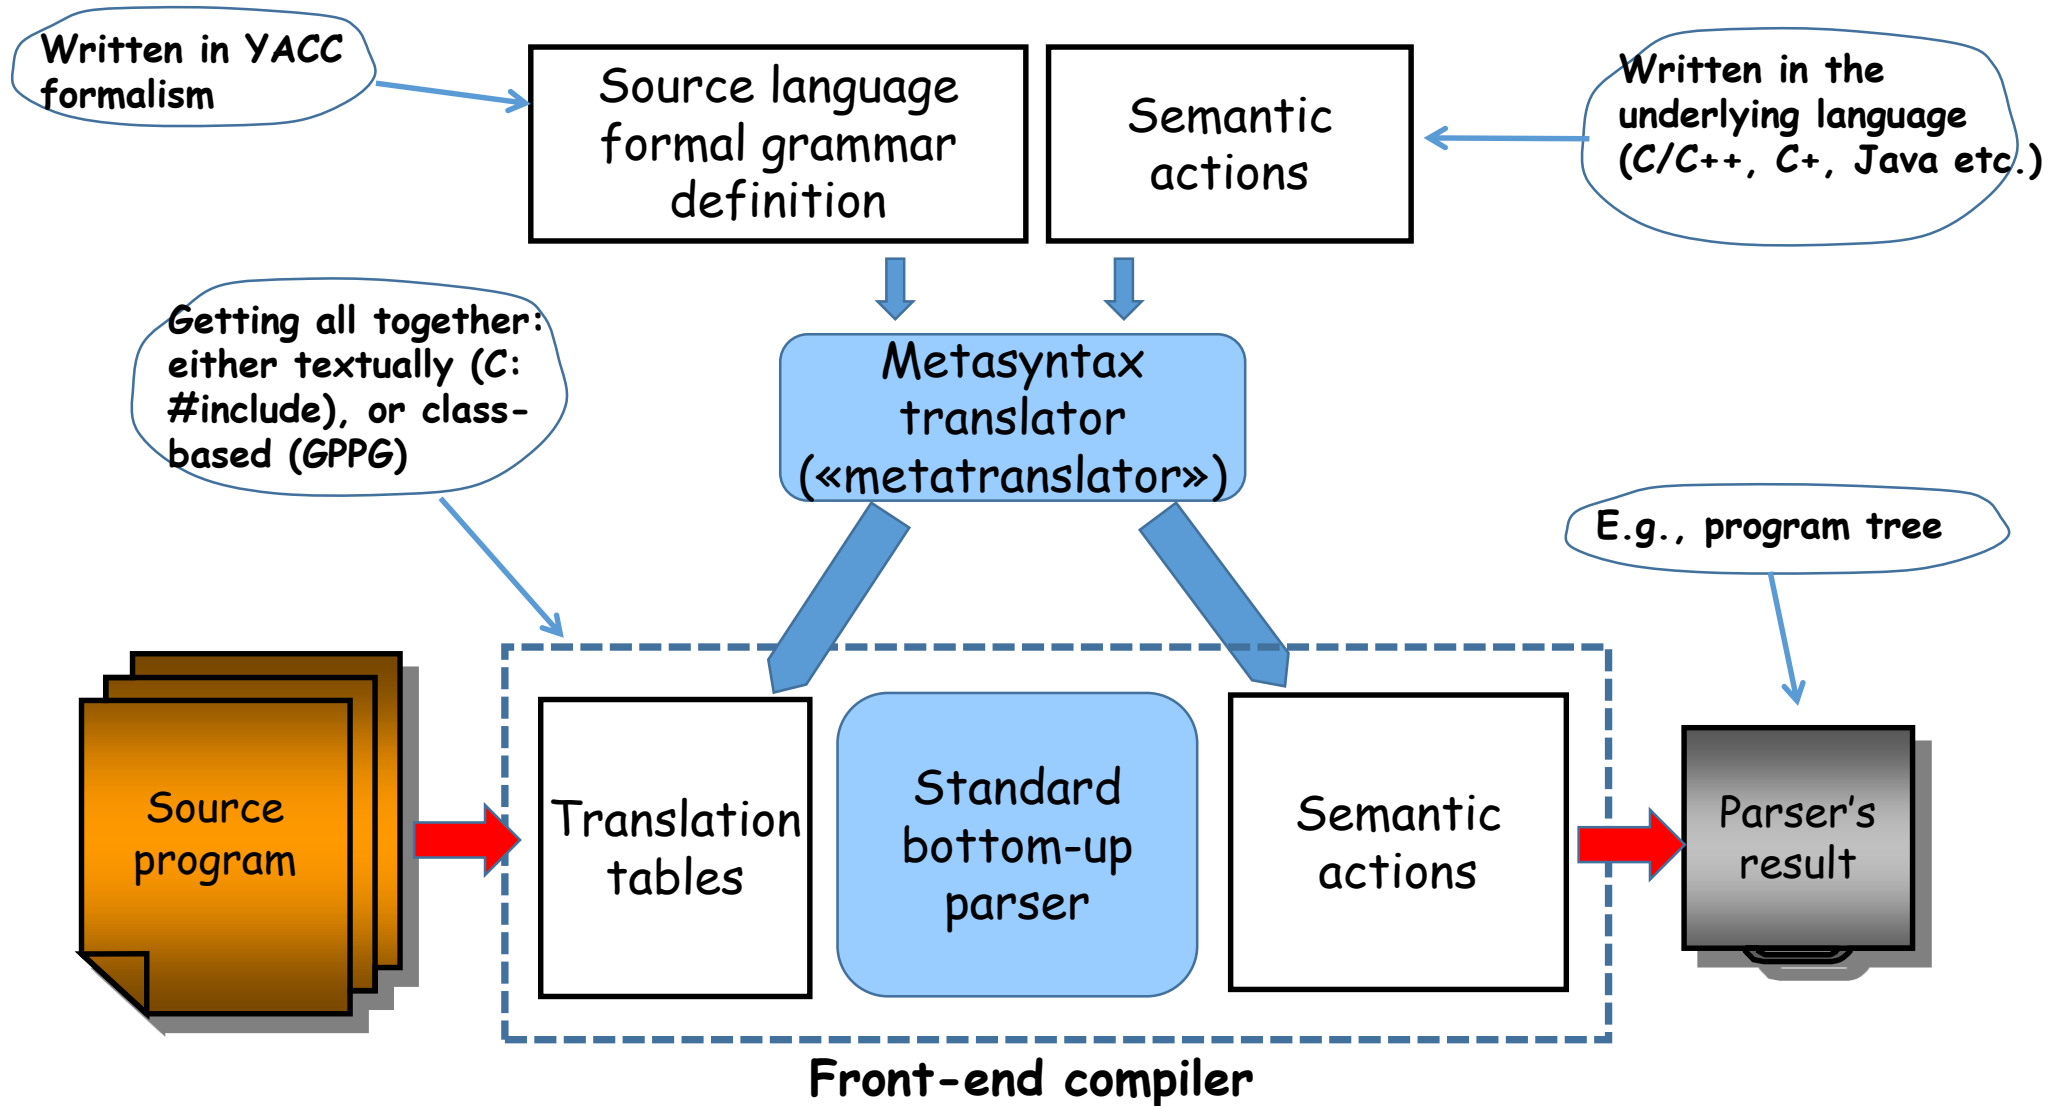 Written in YACC
formalism
Source language
formal grammar
definition
Semantic
actions
Written in the
underlying language
(C/C++, C+, Java etc.)
Getting all together:
either textually (C:
#include), or class-
based (GPPG)
Metasyntax
translator
(«metatranslator»)
E.g., program tree
Source
program
Translation
tables
Standard
bottom-up
parser
Semantic
actions
Parser’s
result
Front-end compiler